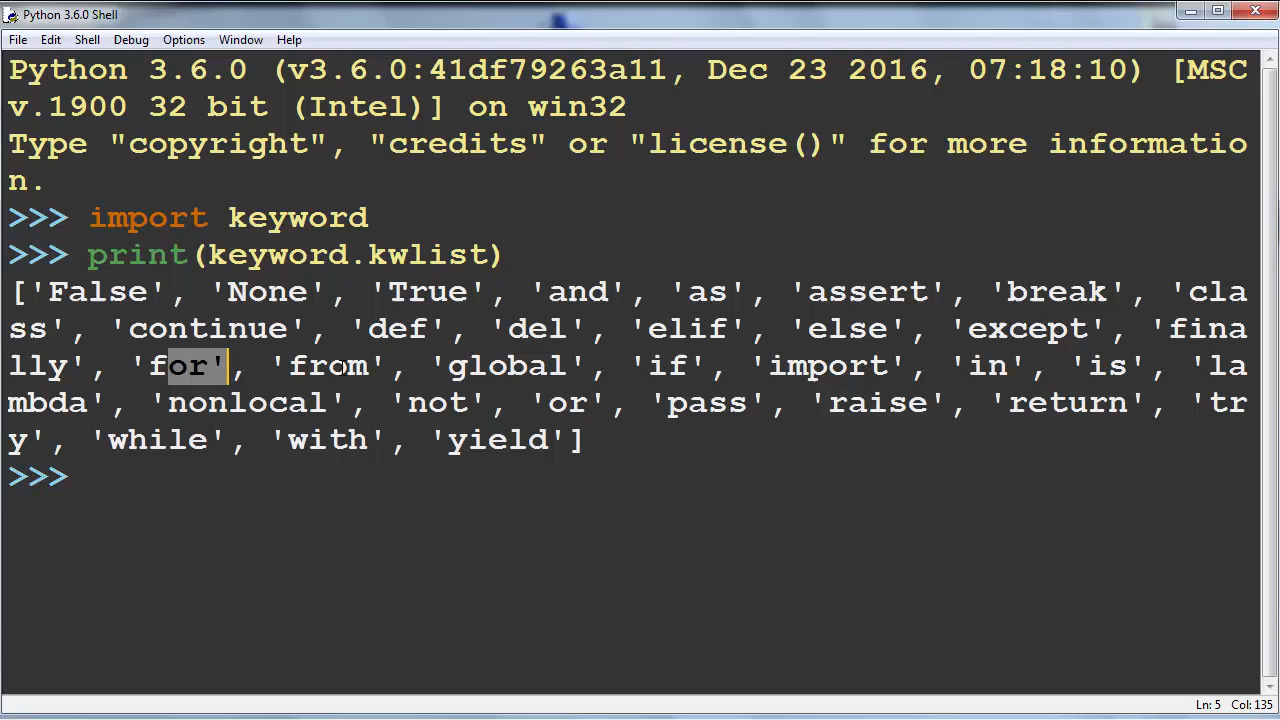 Python 3.6.0 Shell
File Edit Shell Debug Options Window Help
Python 3.6.0 (v3.6.0:41df79263a11, Dec 23 2016, 07:18:10) [MSC
v.1900 32 bit (Intel)] on win32
Type "copyright", "credits" or "license()" for more informatio
n.
>>> import keyword
>>> print(keyword.kwlist)
['False', 'None', 'True', 'and', 'as', 'assert', 'break', 'cla
ss', 'continue', 'def', 'del', 'elif', 'else', 'except', 'fina
lly', 'for', 'from', 'global', 'if', 'import', 'in', 'is', 'la
mbda', 'nonlocal', 'not', 'or', 'pass', 'raise', 'return', 'tr
y', 'while', 'with', 'yield']
>>>
Ln: 5 Col: 135